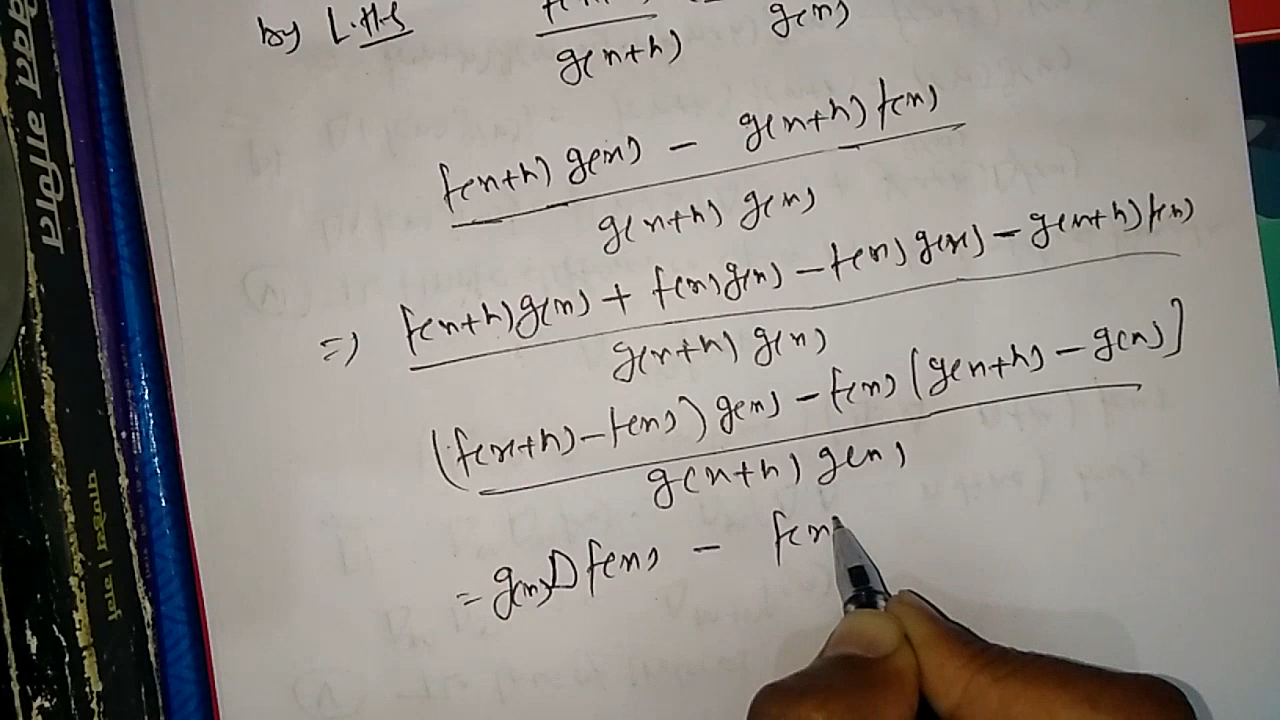 by L.H.S
g(n+h) g(n)
f(n+h) g(n) - g(n+h) f(n)
g(n+h) g(n)
=) f(n+h)g(n) + f(n)g(n) - f(n) g(n) - g(n+h) f(n)
g(n+h) g(n)
(f(n+h)-f(n)) g(n) - f(n) (g(n+h) - g(n)]
g(n+h) g(n)
= g(n)D f(n) - f(n